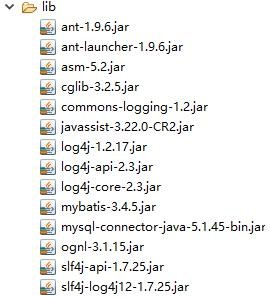 lib
ant-1.9.6.jar
ant-launcher-1.9.6.jar
asm-5.2.jar
cglib-3.2.5.jar
commons-logging-1.2.jar
javassist-3.22.0-CR2.jar
log4j-1.2.17.jar
log4j-api-2.3.jar
log4j-core-2.3.jar
mybatis-3.4.5.jar
mysql-connector-java-5.1.45-bin.jar
ognl-3.1.15.jar
slf4j-api-1.7.25.jar
slf4j-log4j12-1.7.25.jar